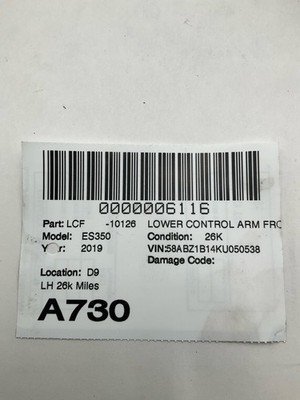 0000006116
Part: LCF -10126 LOWER CONTROL ARM FRO
Model: ES350 Condition: 26K
Year: 2019 VIN:58ABZ1B14KU050538
Damage Code:
Location: D9
LH 26k Miles
A730